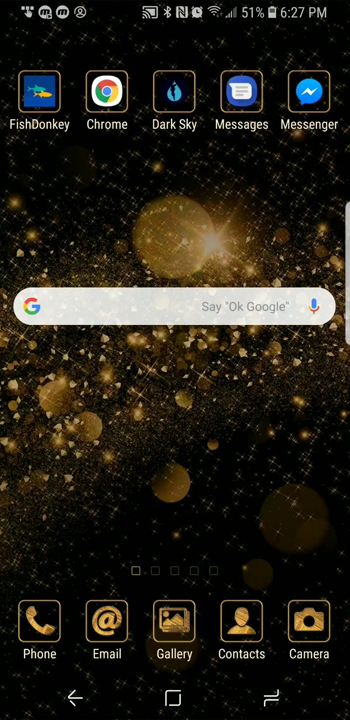 51% 6:27 PM
FishDonkey Chrome Dark Sky Messages Messenger
Say "Ok Google"
Phone Email Gallery Contacts Camera